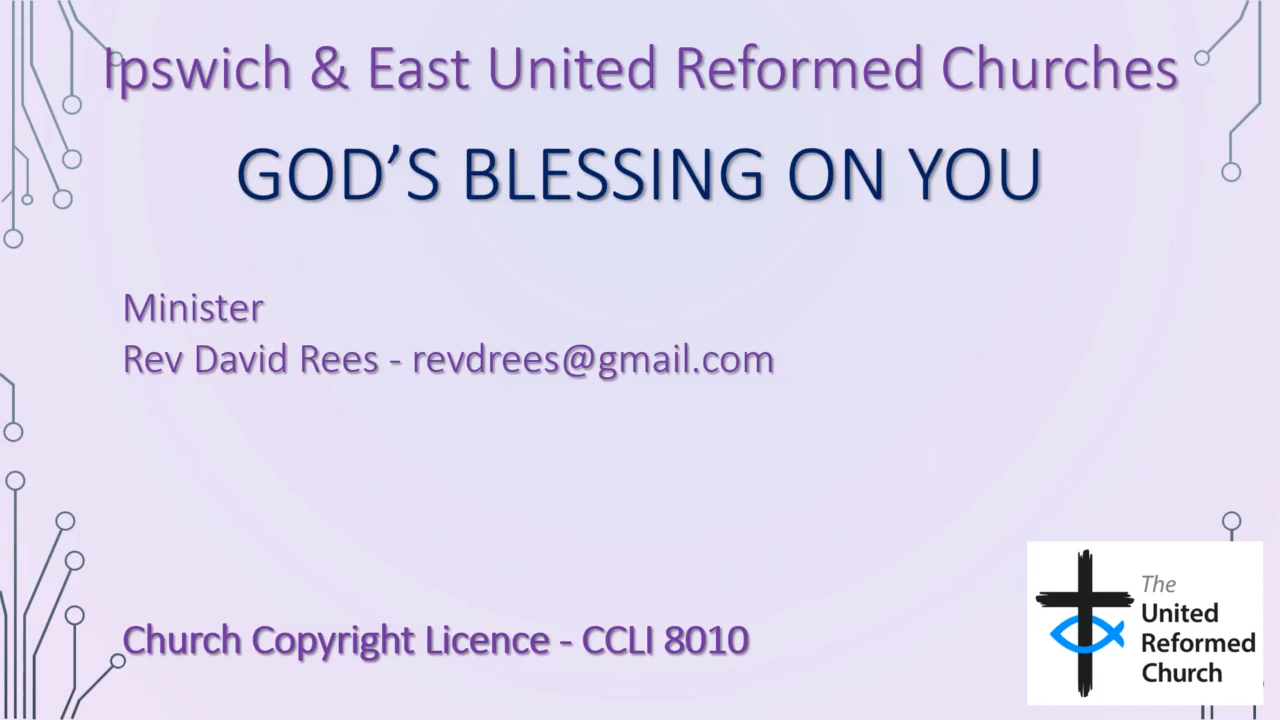 Ipswich & East United Reformed Churches
GOD’S BLESSING ON YOU
Minister
Rev David Rees - revdrees@gmail.com
Church Copyright Licence - CCLI 8010
The
United
Reformed
Church